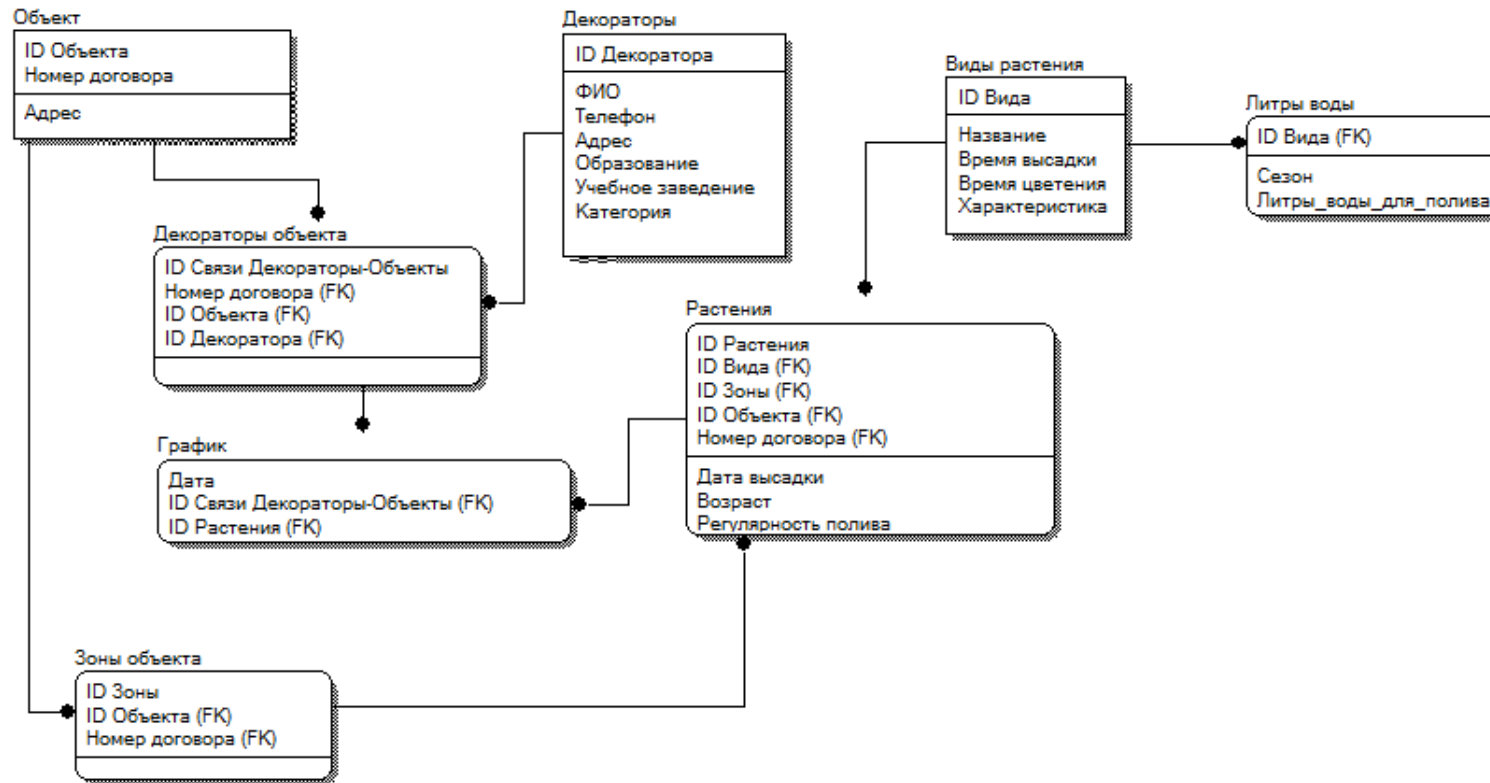 Объект
ID Объекта
Номер договора
Адрес
Декораторы
ID Декоратора
ФИО
Телефон
Адрес
Образование
Учебное заведение
Категория
Виды растения
ID Вида
Название
Время высадки
Время цветения
Характеристика
Литры воды
ID Вида (FK)
Сезон
Литры_воды_для_полива
Декораторы объекта
ID Связи Декораторы-Объекты
Номер договора (FK)
ID Объекта (FK)
ID Декоратора (FK)
Растения
ID Растения
ID Вида (FK)
ID Зоны (FK)
ID Объекта (FK)
Номер договора (FK)
Дата высадки
Возраст
Регулярность полива
График
Дата
ID Связи Декораторы-Объекты (FK)
ID Растения (FK)
Зоны объекта
ID Зоны
ID Объекта (FK)
Номер договора (FK)